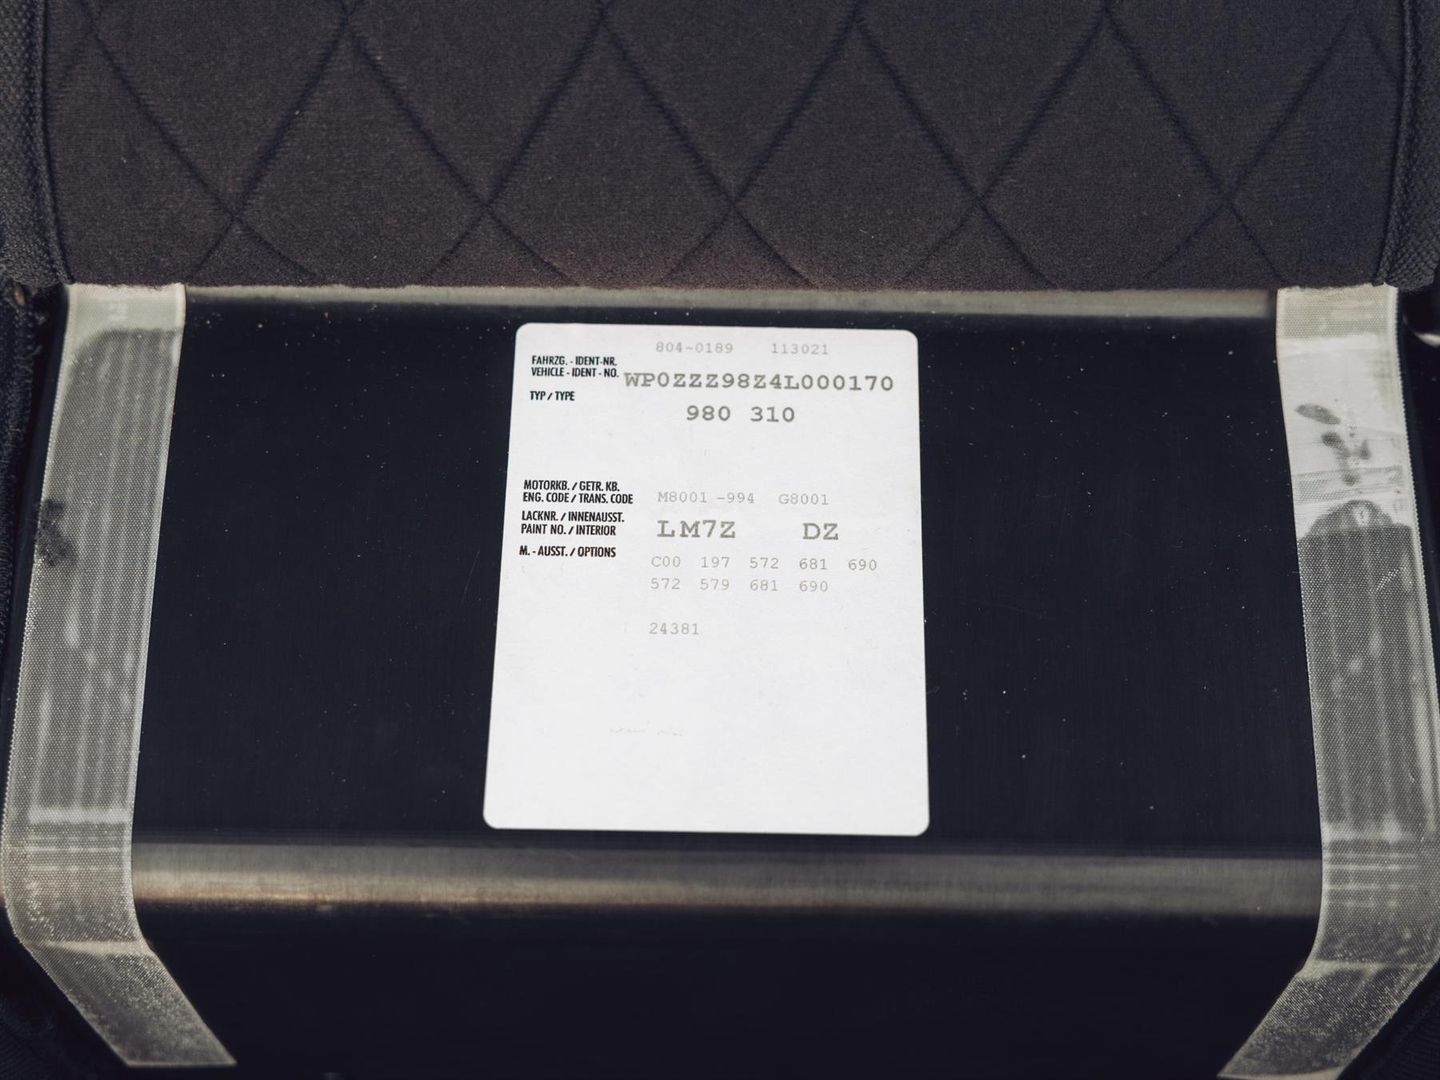 804-0189 113021
FAHRZG. - IDENT-NR.
VEHICLE - IDENT - NO. WP0ZZZ98Z4L000170
TYP / TYPE
980 310
MOTORKB. / GETR. KB.
ENG. CODE / TRANS. CODE M8001 -994 G8001
LACKNR. / INNENAUSST.
PAINT NO. / INTERIOR LM7Z DZ
M. - AUSST. / OPTIONS
C00 197 572 681 690
572 579 681 690
24381